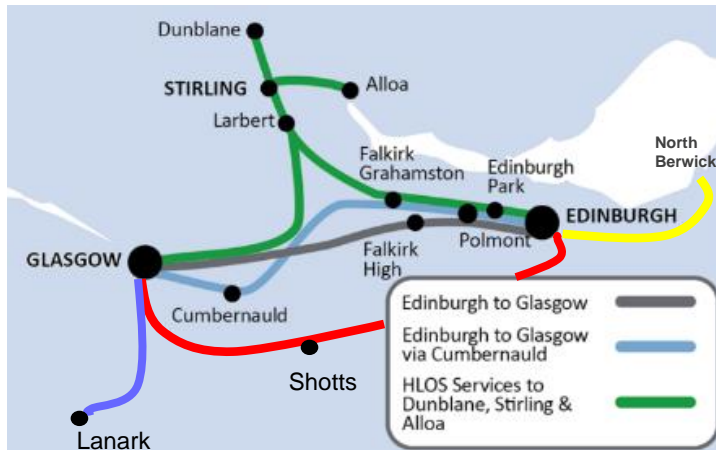 Dunblane
STIRLING
Alloa
Larbert
North
Berwick
Falkirk
Grahamston
Edinburgh
Park
EDINBURGH
Polmont
GLASGOW
Falkirk
High
Cumbernauld
Shotts
Lanark
Edinburgh to Glasgow
Edinburgh to Glasgow
via Cumbernauld
HLOS Services to
Dunblane, Stirling &
Alloa